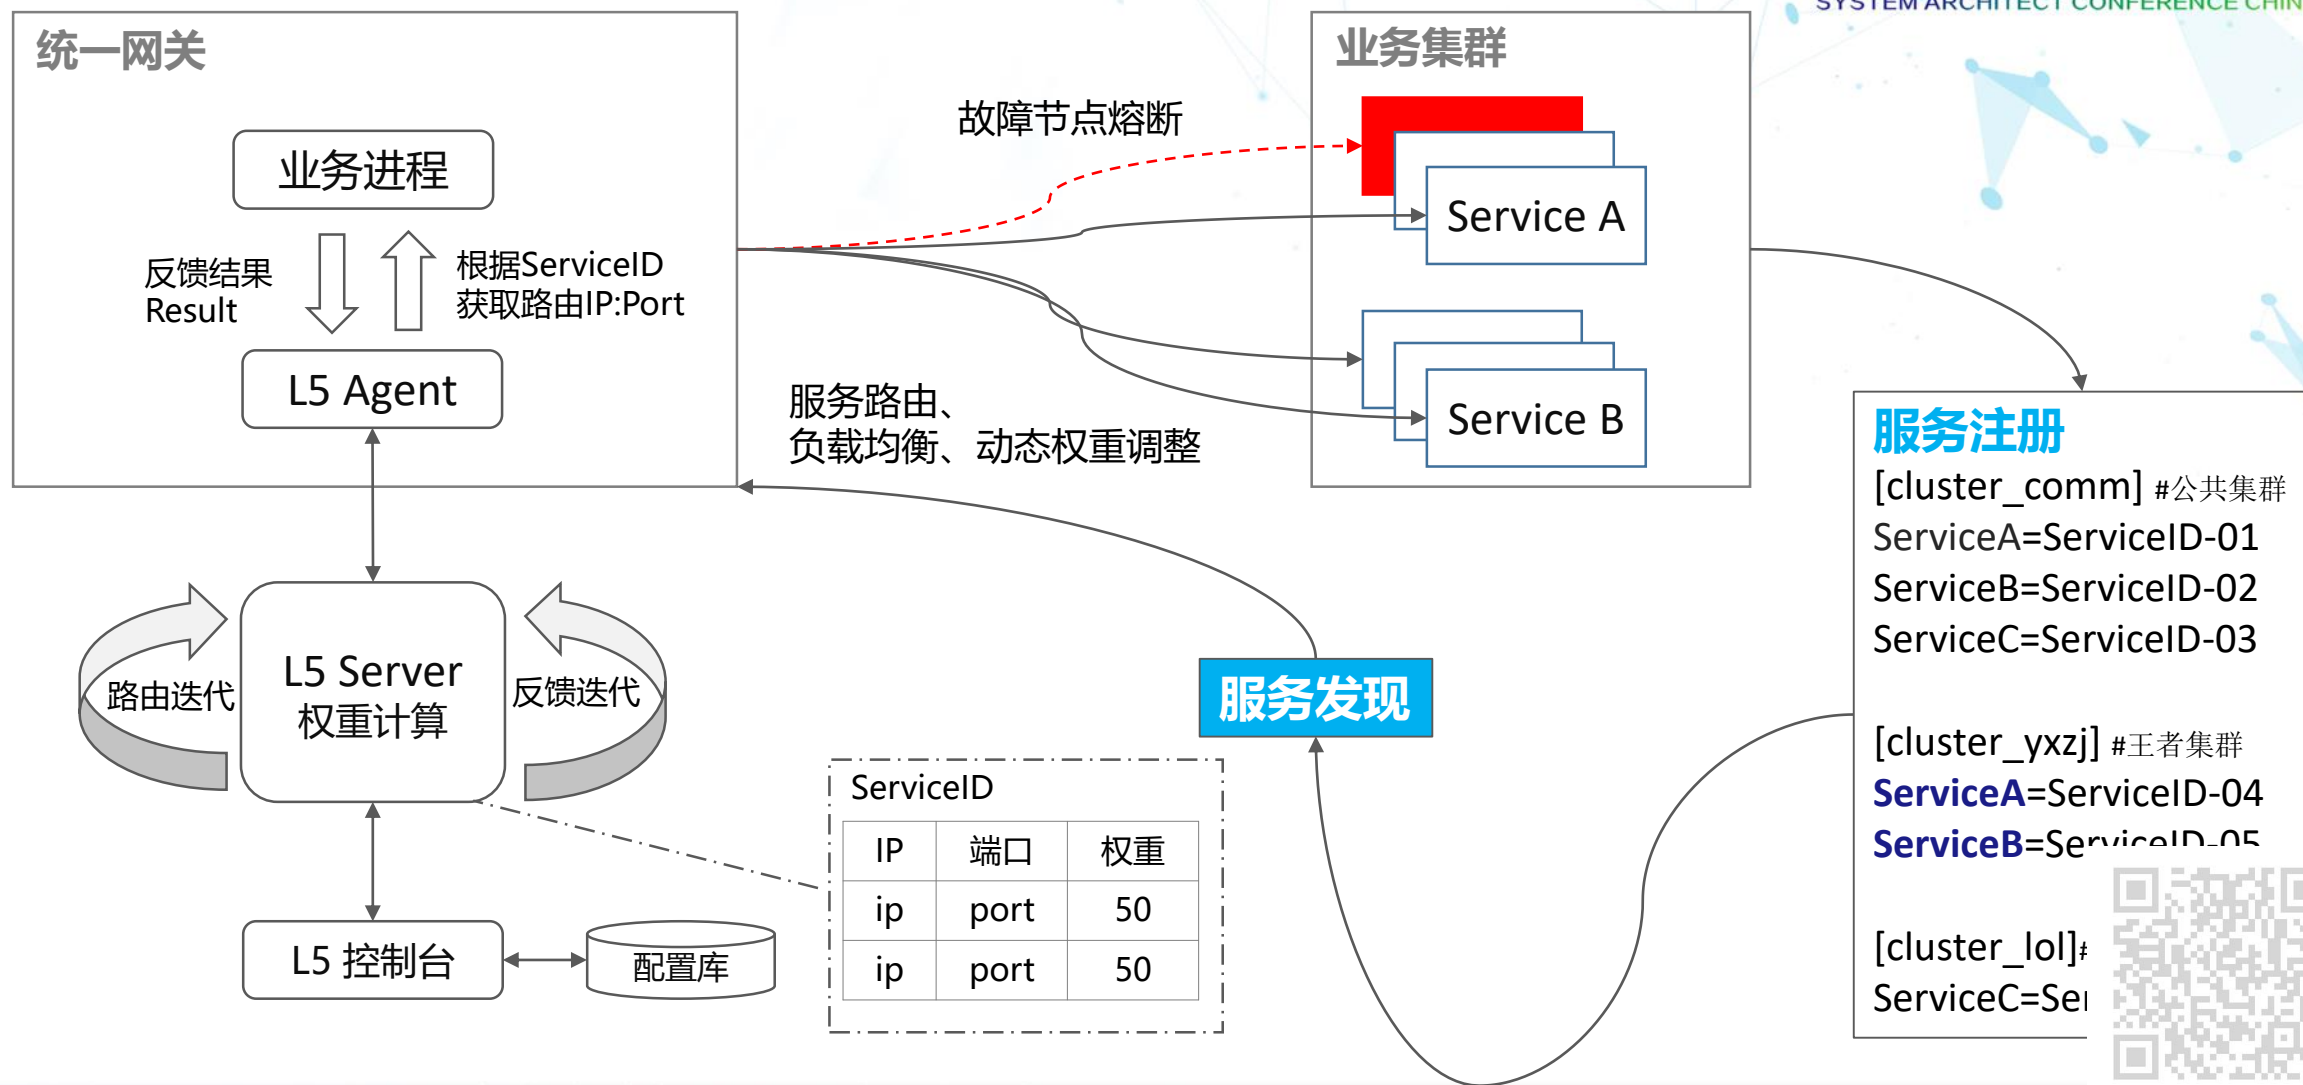 SYSTEM ARCHITECT CONFERENCE
统一网关
业务进程
反馈结果
Result
根据ServiceID
获取路由IP:Port
L5 Agent
路由迭代
L5 Server
权重计算
反馈迭代
L5 控制台
配置库
故障节点熔断
服务路由、
负载均衡、动态权重调整
业务集群
Service A
Service B
服务发现
ServiceID
IP 端口 权重
ip port 50
ip port 50
服务注册
[cluster_comm] #公共集群
ServiceA=ServiceID-01
ServiceB=ServiceID-02
ServiceC=ServiceID-03
[cluster_yxzj] #王者集群
ServiceA=ServiceID-04
ServiceB=ServiceID-05
[cluster_lol]#